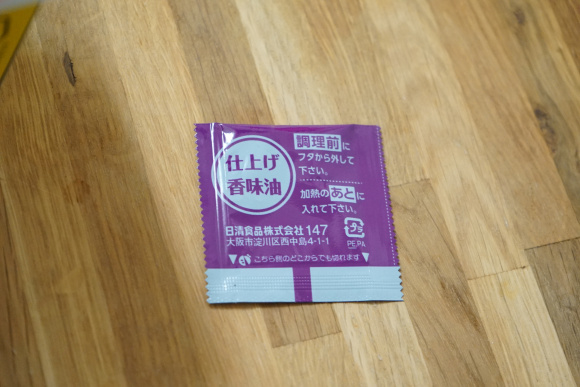 仕上げ
香味油
調理前に
フタから外して
下さい。
加熱のあとに
入れて下さい。
日清食品株式会社 147
大阪市淀川区西中島4-1-1
プラ
PE,PA
▼こちら側のどこからでも切れます▼